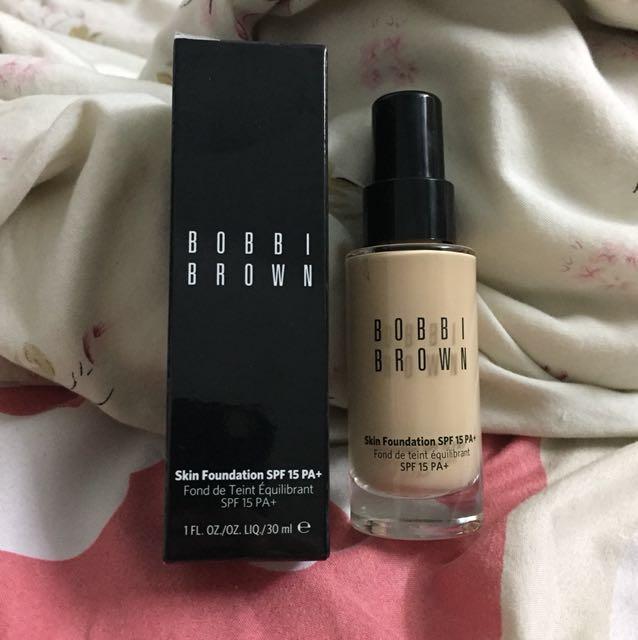 BOBBI
BROWN
Skin Foundation SPF 15 PA+
Fond de Teint Équilibrant
SPF 15 PA+
1 FL. OZ./OZ. LIQ./30 ml ℮
BOBBI
BROWN
Skin Foundation SPF 15 PA+
Fond de teint équilibrant
SPF 15 PA+